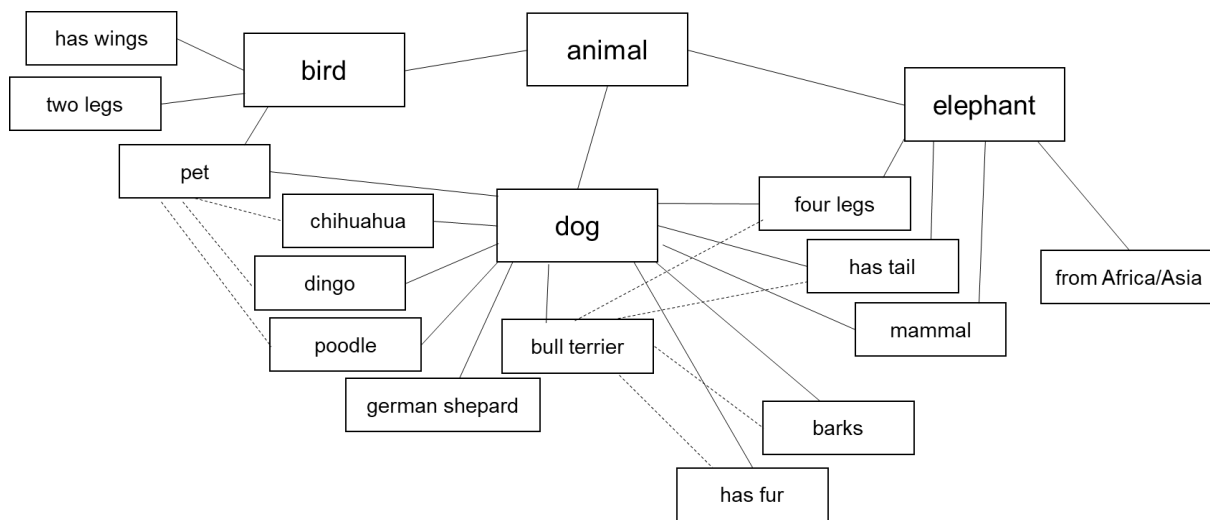 has wings
bird
animal
two legs
elephant
pet
chihuahua
dog
four legs
has tail
from Africa/Asia
dingo
mammal
poodle
bull terrier
german shepard
barks
has fur